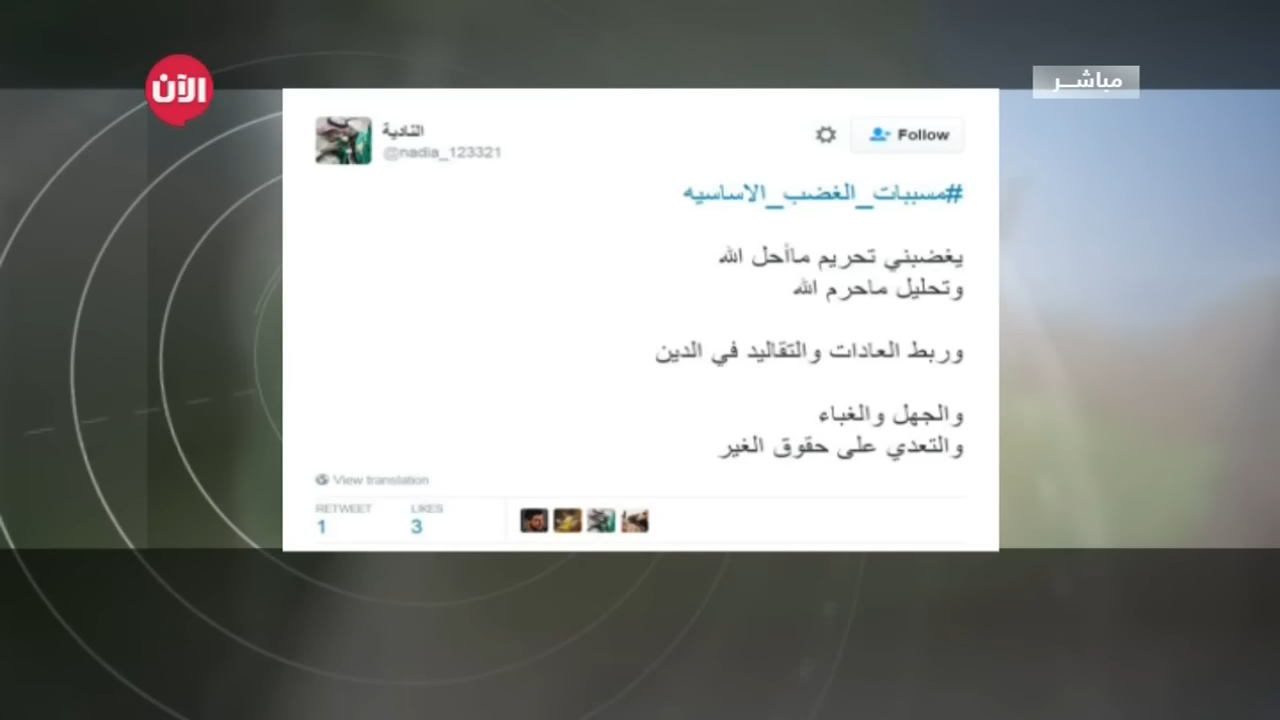 الآن
مباشر
النادية
@nadia_123321
Follow
#مسببات_الغضب_الاساسيه
يغضبني تحريم ماأحل الله
وتحليل ماحرم الله
وربط العادات والتقاليد في الدين
والجهل والغباء
والتعدي على حقوق الغير
View translation
RETWEET LIKES
1 3